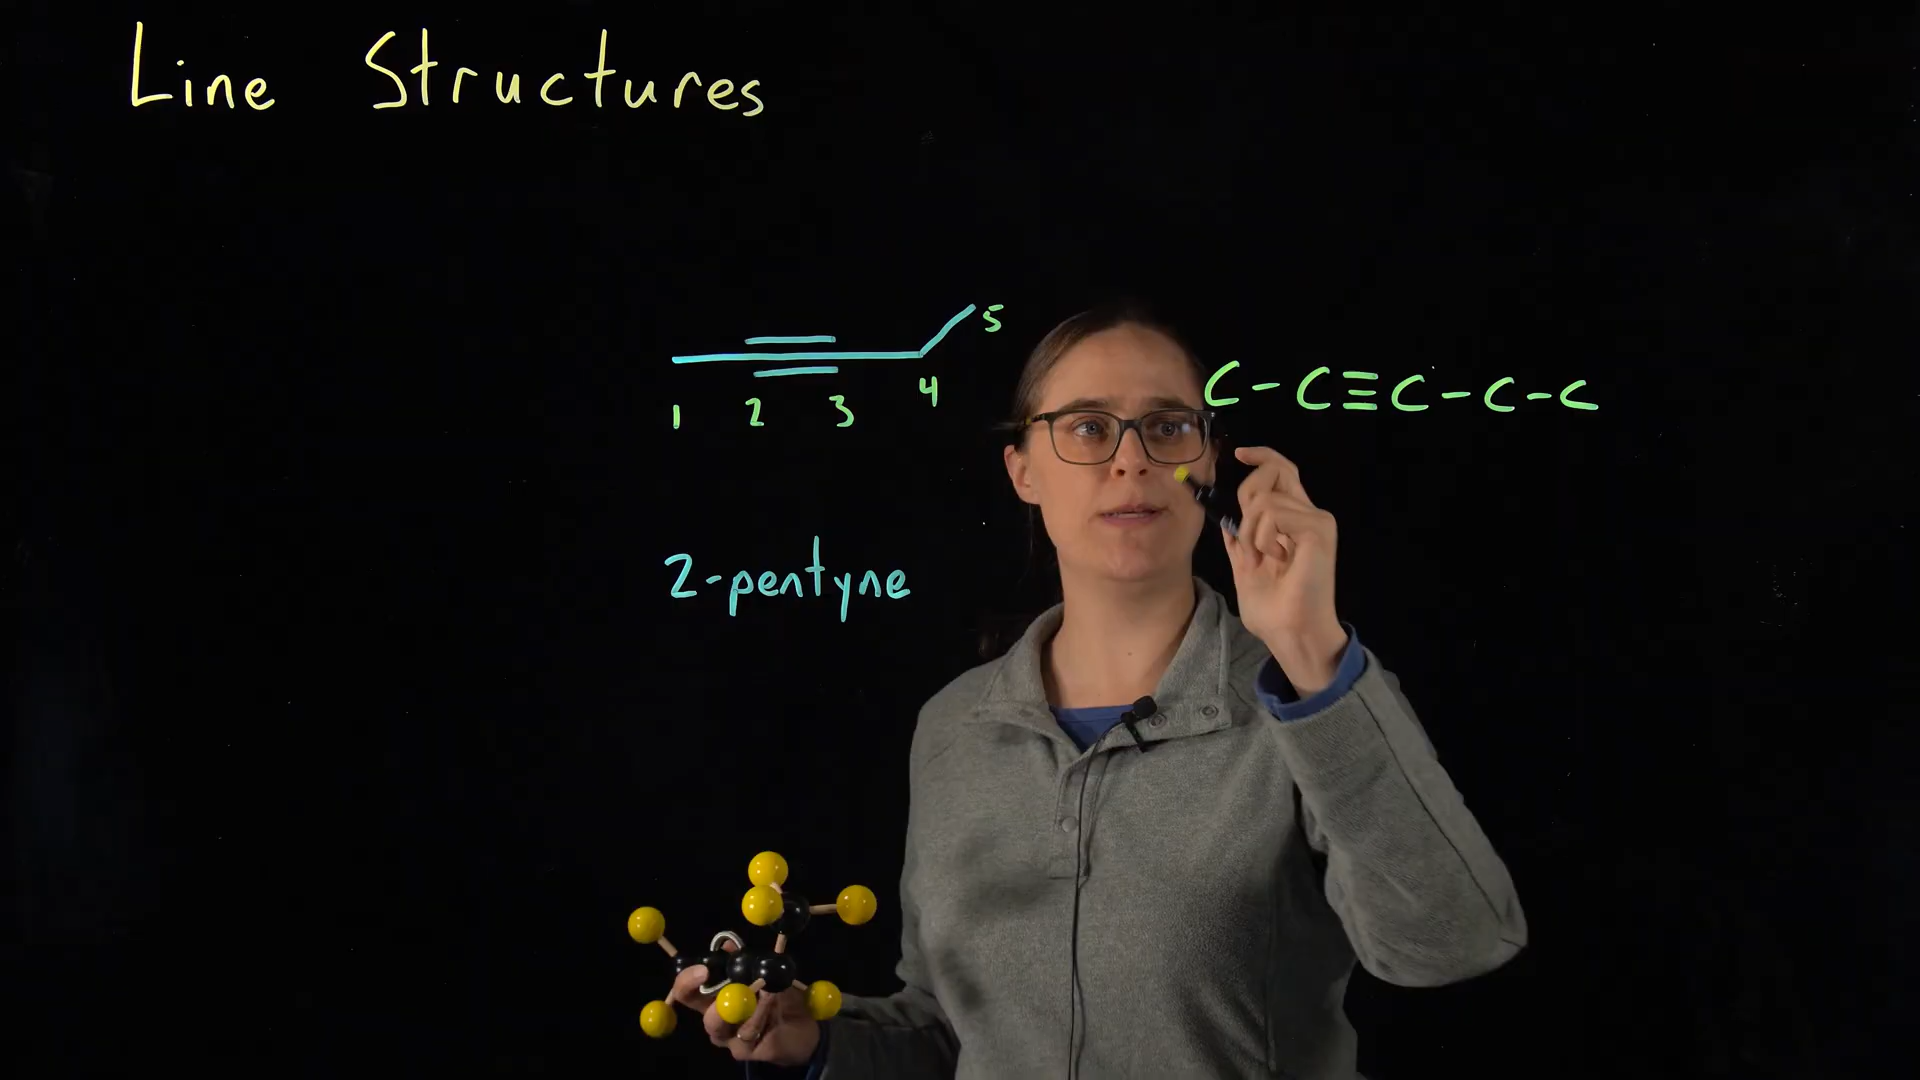 Line Structures
5
C - C ≡ C - C - C
1 2 3 4
2-pentyne